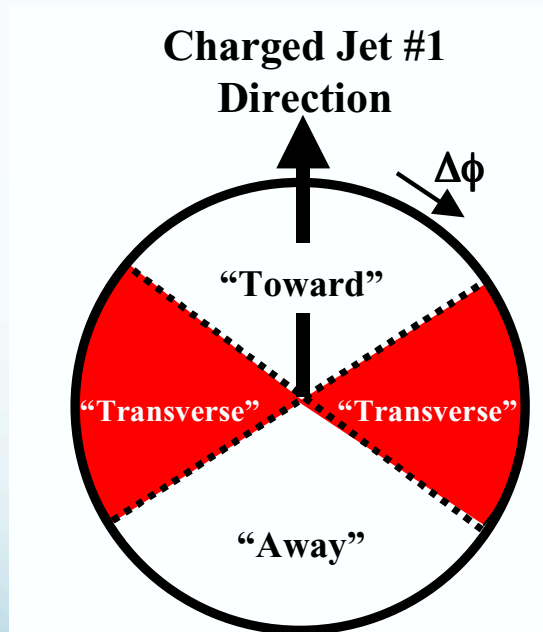 Charged Jet #1
Direction
Δϕ
“Toward”
“Transverse” “Transverse”
“Away”